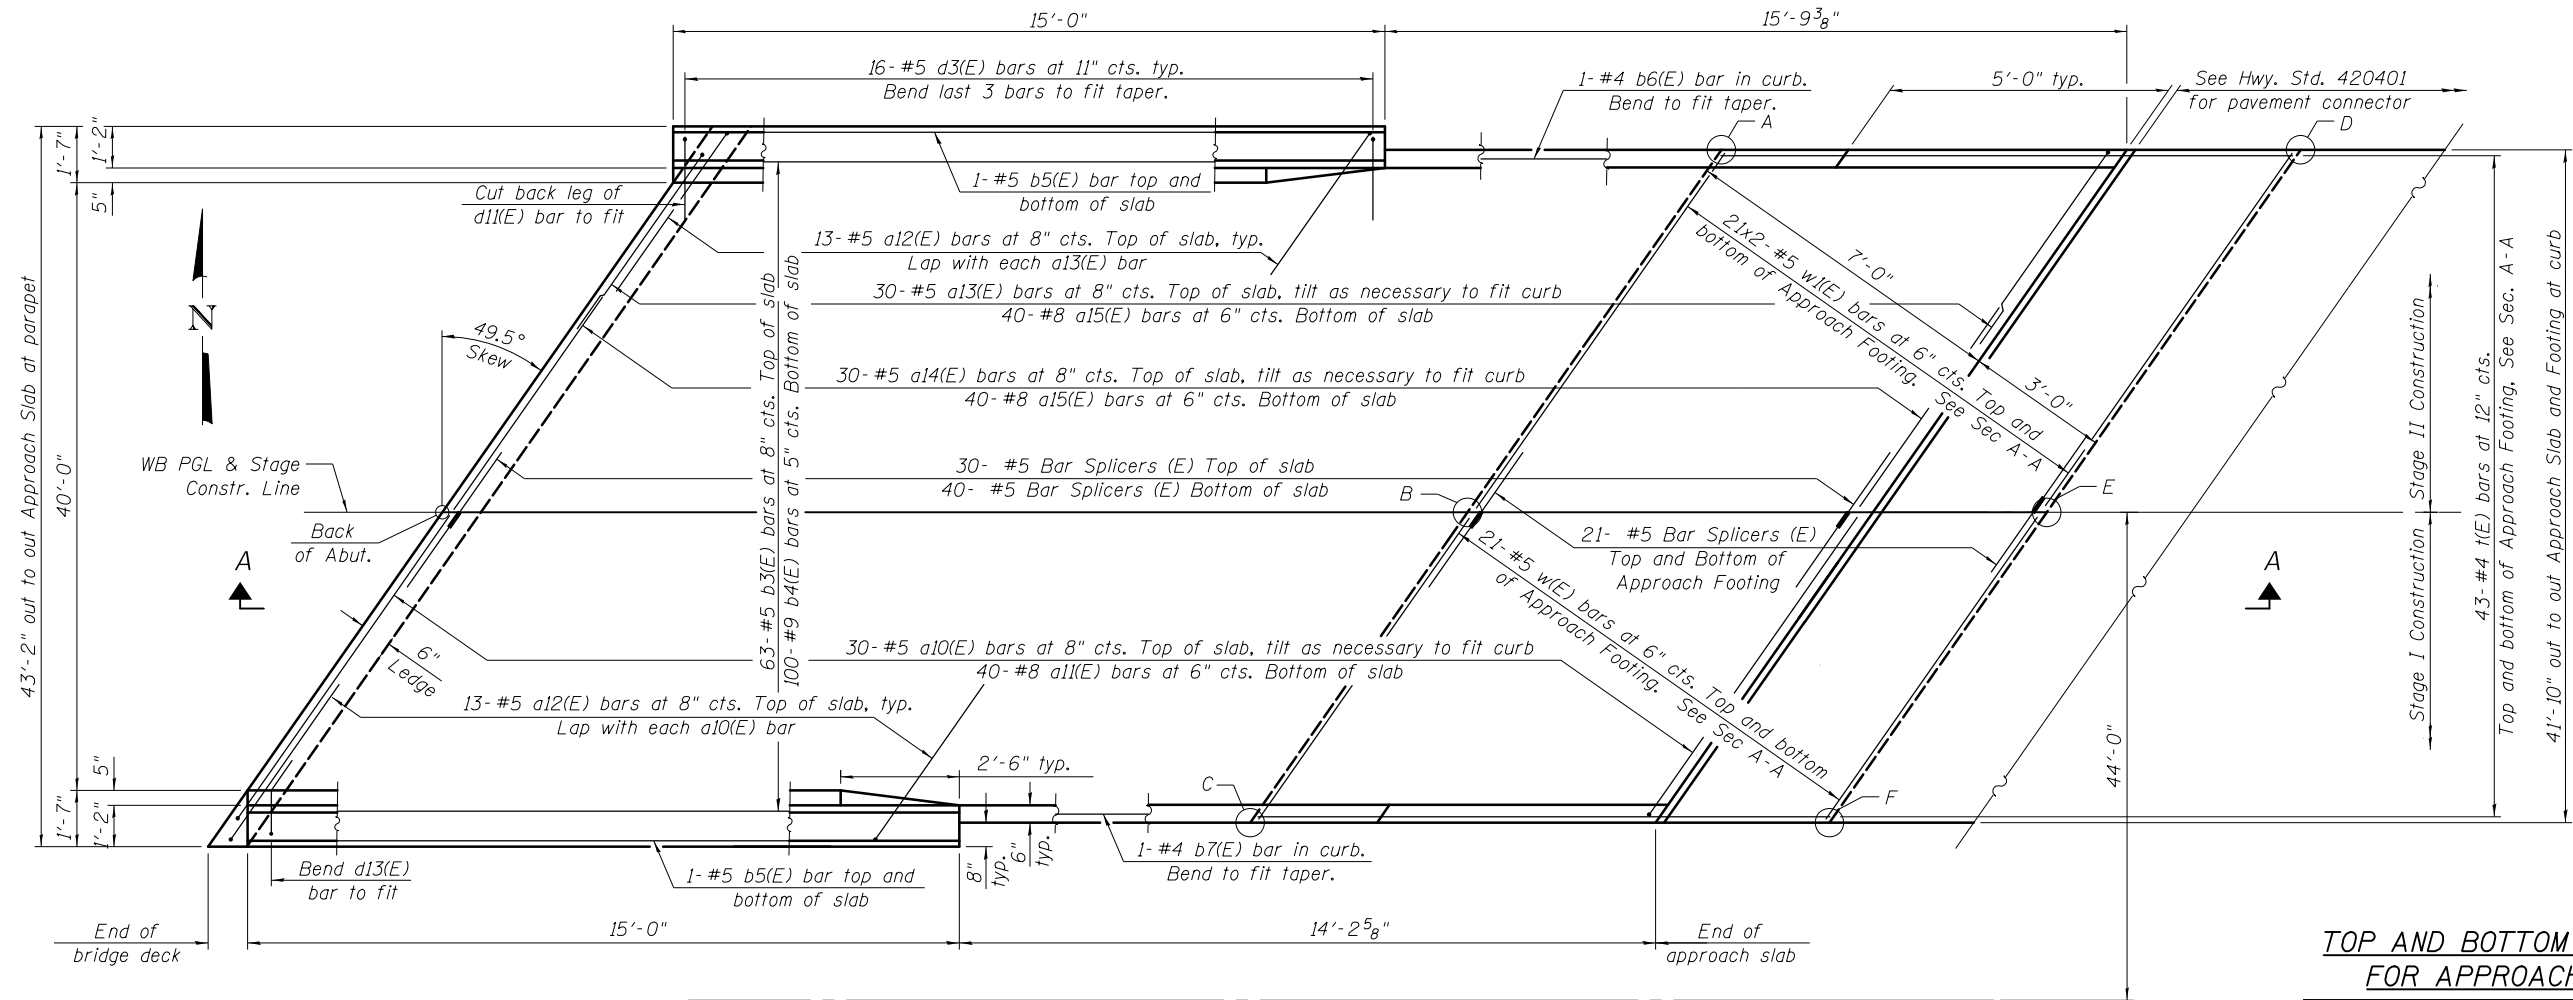 15'-0"
15'-9 3/8"
16- #5 d3(E) bars at 11" cts. typ.
Bend last 3 bars to fit taper.
1- #4 b6(E) bar in curb.
Bend to fit taper.
5'-0" typ.
See Hwy. Std. 420401
for pavement connector
A
D
1'-7"
1'-2"
5"
Cut back leg of
d11(E) bar to fit
1- #5 b5(E) bar top and
bottom of slab
N
13- #5 a12(E) bars at 8" cts. Top of slab, typ.
Lap with each a13(E) bar
30- #5 a13(E) bars at 8" cts. Top of slab, tilt as necessary to fit curb
40- #8 a15(E) bars at 6" cts. Bottom of slab
21x2- #5 w1(E) bars at 6" cts. Top and
bottom of Approach Footing. See Sec A-A
7'-0"
3'-0"
49.5°
Skew
30- #5 a14(E) bars at 8" cts. Top of slab, tilt as necessary to fit curb
40- #8 a15(E) bars at 6" cts. Bottom of slab
43'-2" out to out Approach Slab at parapet
40'-0"
WB PGL & Stage
Constr. Line
30- #5 Bar Splicers (E) Top of slab
40- #5 Bar Splicers (E) Bottom of slab
B
E
Back
of Abut.
A
A
63- #5 b3(E) bars at 8" cts. Top of slab
100- #9 b4(E) bars at 5" cts. Bottom of slab
21- #5 Bar Splicers (E)
Top and Bottom of
Approach Footing
21- #5 w(E) bars at 6" cts. Top and bottom
of Approach Footing. See Sec A-A
Stage II Construction
Stage I Construction
43- #4 t(E) bars at 12" cts.
Top and bottom of Approach Footing, See Sec. A-A
41'-10" out to out Approach Slab and Footing at curb
44'-0"
6"
Ledge
30- #5 a10(E) bars at 8" cts. Top of slab, tilt as necessary to fit curb
40- #8 a11(E) bars at 6" cts. Bottom of slab
13- #5 a12(E) bars at 8" cts. Top of slab, typ.
Lap with each a10(E) bar
2'-6" typ.
C
F
5"
1'-7"
1'-2"
8"
typ.
6"
typ.
Bend d13(E)
bar to fit
1- #5 b5(E) bar top and
bottom of slab
1- #4 b7(E) bar in curb.
Bend to fit taper.
End of
bridge deck
15'-0"
14'-2 5/8"
End of
approach slab
TOP AND BOTTOM
FOR APPROACH